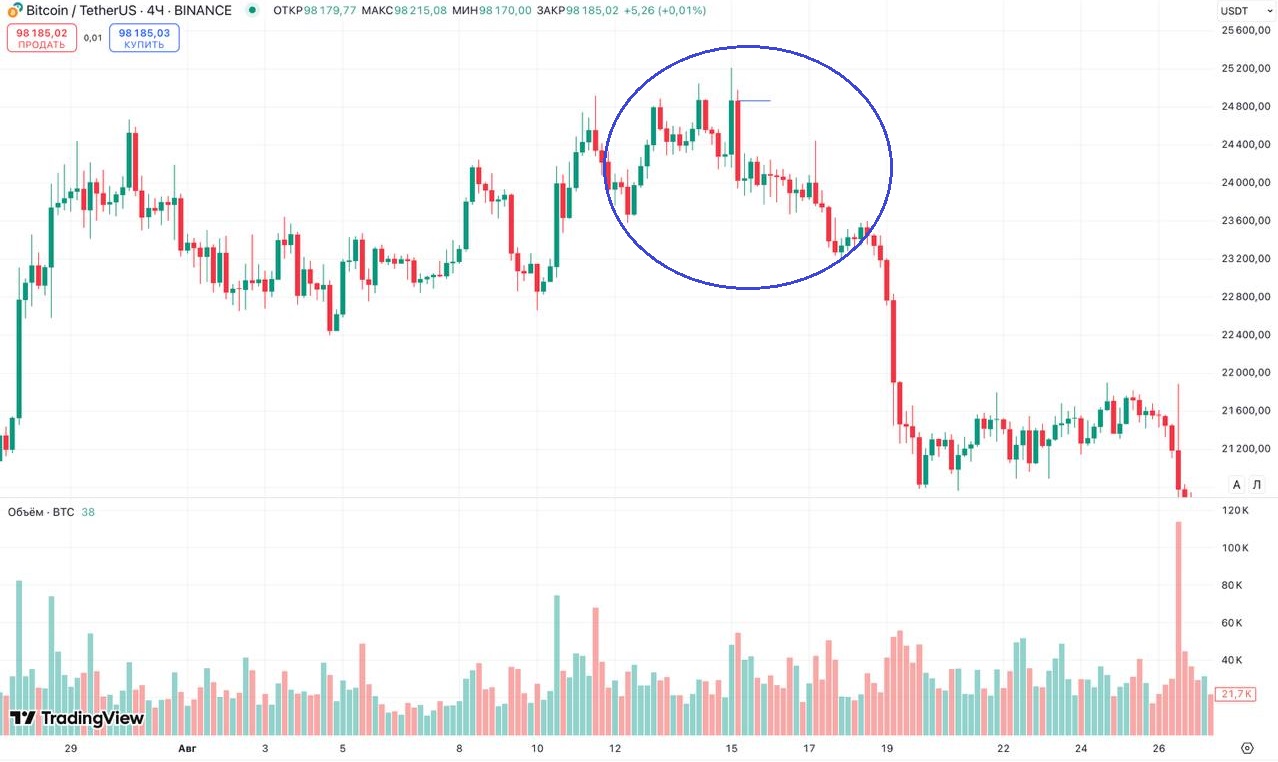 Bitcoin / TetherUS · 4Ч · BINANCE ОТКР98 179,77 МАКС98 215,08 МИН98 170,00 ЗАКР98 185,02 +5,26 (+0,01%) USDT
98 185,02 0,01 98 185,03
ПРОДАТЬ КУПИТЬ
25 600,00
25 200,00
24 800,00
24 400,00
24 000,00
23 600,00
23 200,00
22 800,00
22 400,00
22 000,00
21 600,00
21 200,00
А Л
Объём · BTC 38
120 K
100 K
80 K
60 K
40 K
21,7 K
TradingView
29 Авг 3 5 8 10 12 15 17 19 22 24 26